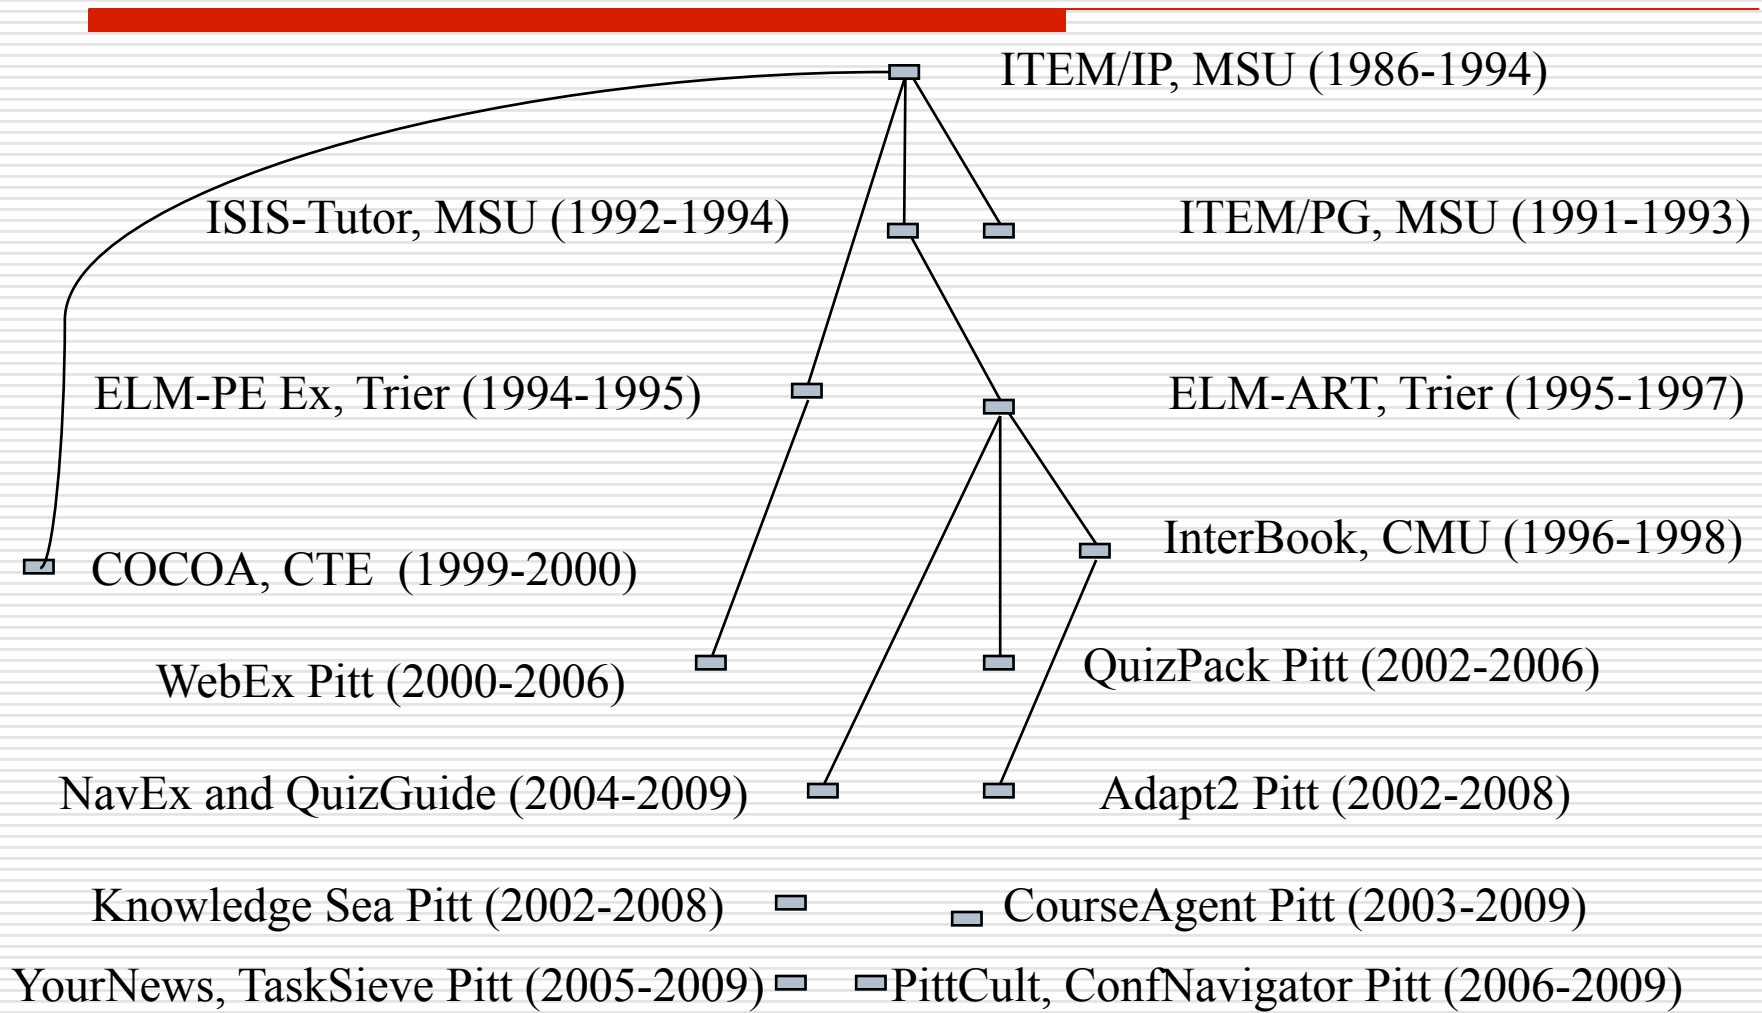 ITEM/IP, MSU (1986-1994)
ISIS-Tutor, MSU (1992-1994)
ITEM/PG, MSU (1991-1993)
ELM-PE Ex, Trier (1994-1995)
ELM-ART, Trier (1995-1997)
InterBook, CMU (1996-1998)
COCOA, CTE (1999-2000)
WebEx Pitt (2000-2006)
QuizPack Pitt (2002-2006)
NavEx and QuizGuide (2004-2009)
Adapt2 Pitt (2002-2008)
Knowledge Sea Pitt (2002-2008)
CourseAgent Pitt (2003-2009)
YourNews, TaskSieve Pitt (2005-2009)
PittCult, ConfNavigator Pitt (2006-2009)